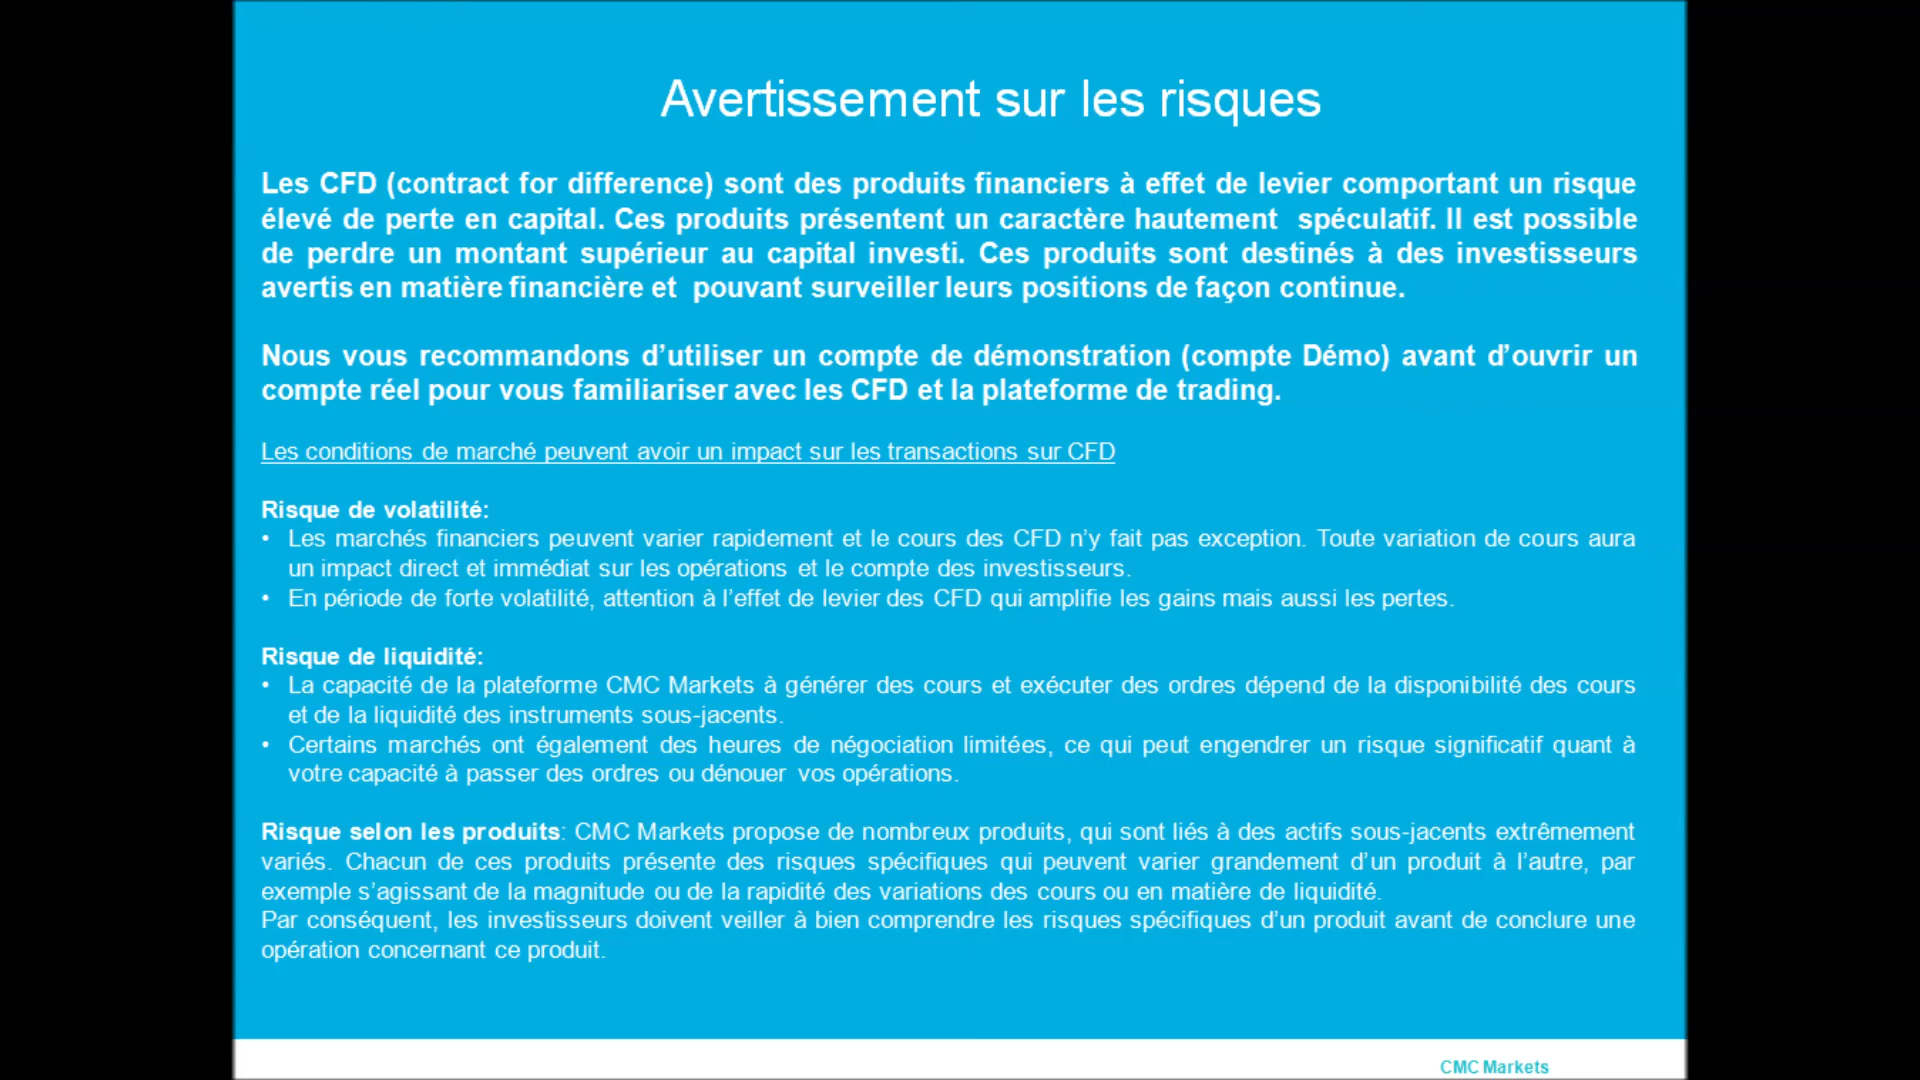 Avertissement sur les risques
Les CFD (contract for difference) sont des produits financiers à effet de levier comportant un risque
élevé de perte en capital. Ces produits présentent un caractère hautement spéculatif. Il est possible
de perdre un montant supérieur au capital investi. Ces produits sont destinés à des investisseurs
avertis en matière financière et pouvant surveiller leurs positions de façon continue.
Nous vous recommandons d’utiliser un compte de démonstration (compte Démo) avant d’ouvrir un
compte réel pour vous familiariser avec les CFD et la plateforme de trading.
Les conditions de marché peuvent avoir un impact sur les transactions sur CFD
Risque de volatilité:
• Les marchés financiers peuvent varier rapidement et le cours des CFD n’y fait pas exception. Toute variation de cours aura
un impact direct et immédiat sur les opérations et le compte des investisseurs.
• En période de forte volatilité, attention à l’effet de levier des CFD qui amplifie les gains mais aussi les pertes.
Risque de liquidité:
• La capacité de la plateforme CMC Markets à générer des cours et exécuter des ordres dépend de la disponibilité des cours
et de la liquidité des instruments sous-jacents.
• Certains marchés ont également des heures de négociation limitées, ce qui peut engendrer un risque significatif quant à
votre capacité à passer des ordres ou dénouer vos opérations.
Risque selon les produits: CMC Markets propose de nombreux produits, qui sont liés à des actifs sous-jacents extrêmement
variés. Chacun de ces produits présente des risques spécifiques qui peuvent varier grandement d’un produit à l’autre, par
exemple s’agissant de la magnitude ou de la rapidité des variations des cours ou en matière de liquidité.
Par conséquent, les investisseurs doivent veiller à bien comprendre les risques spécifiques d’un produit avant de conclure une
opération concernant ce produit.
CMC Markets